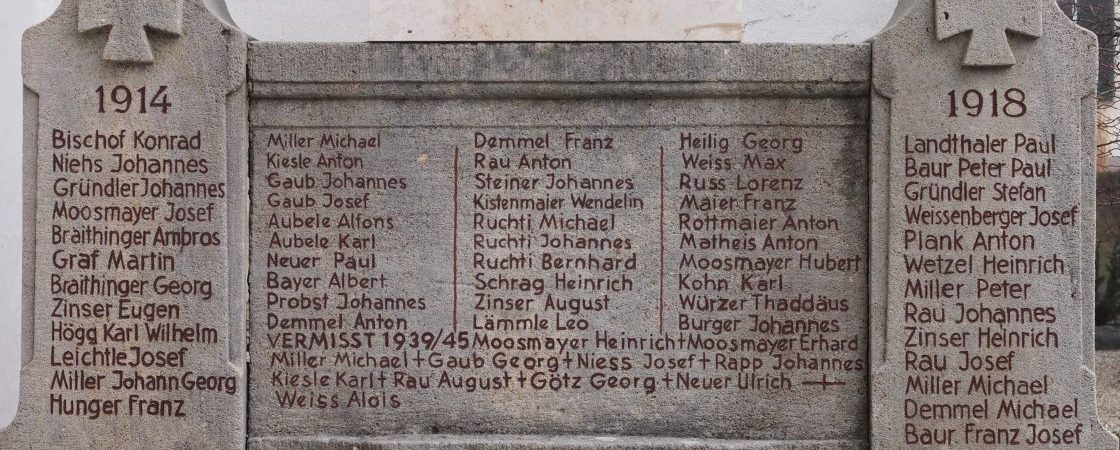 1914
Bischof Konrad
Niehs Johannes
Gründler Johannes
Moosmayer Josef
Braithinger Ambros
Graf Martin
Braithinger Georg
Zinser Eugen
Högg Karl Wilhelm
Leichtle Josef
Miller Johann Georg
Hunger Franz
Miller Michael
Kiesle Anton
Gaub Johannes
Gaub Josef
Aubele Alfons
Aubele Karl
Neuer Paul
Bayer Albert
Probst Johannes
Demmel Anton
Demmel Franz
Rau Anton
Steiner Johannes
Kistenmaier Wendelin
Ruchti Michael
Ruchti Johannes
Ruchti Bernhard
Schrag Heinrich
Zinser August
Lämmle Leo
Heilig Georg
Weiss Max
Russ Lorenz
Maier Franz
Rottmaier Anton
Matheis Anton
Moosmayer Hubert
Kohn Karl
Würzer Thaddäus
Burger Johannes
VERMISST 1939/45 Moosmayer Heinrich + Moosmayer Erhard
Miller Michael + Gaub Georg + Niess Josef + Rapp Johannes
Kiesle Karl + Rau August + Götz Georg + Neuer Ulrich +
Weiss Alois
1918
Landthaler Paul
Baur Peter Paul
Gründler Stefan
Weissenberger Josef
Plank Anton
Wetzel Heinrich
Miller Peter
Rau Johannes
Zinser Heinrich
Rau Josef
Miller Michael
Demmel Michael
Baur Franz Josef